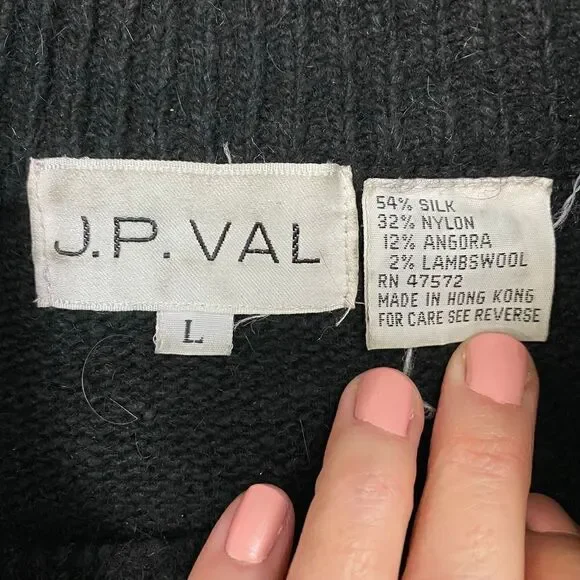 J.P. VAL
L
54% SILK
32% NYLON
12% ANGORA
2% LAMBSWOOL
RN 47572
MADE IN HONG KONG
FOR CARE SEE REVERSE